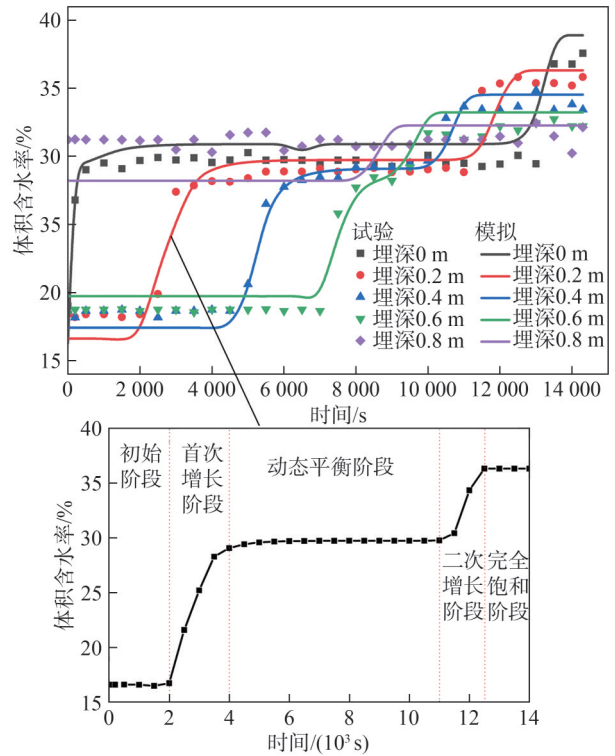 40
35
30
25
20
15
体积含水率/%
试验 模拟
埋深0 m 埋深0 m
埋深0.2 m 埋深0.2 m
埋深0.4 m 埋深0.4 m
埋深0.6 m 埋深0.6 m
埋深0.8 m 埋深0.8 m
0 2 000 4 000 6 000 8 000 10 000 12 000 14 000
时间/s
40
35
30
25
20
15
体积含水率/%
初始
阶段
首次
增长
阶段
动态平衡阶段
二次
增长
阶段
完全
饱和
阶段
0 2 4 6 8 10 12 14
时间/(10³ s)